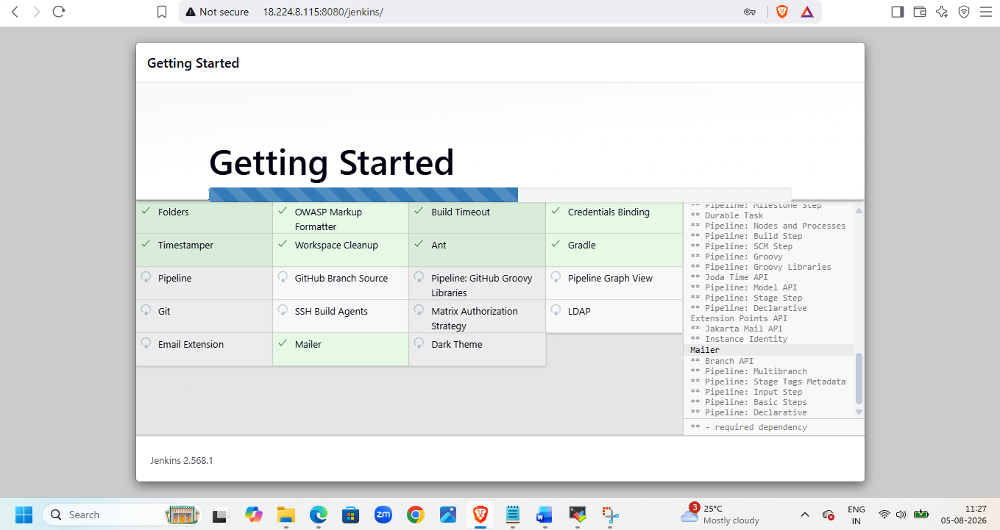 Not secure 18.224.8.115:8080/jenkins/
Getting Started
Getting Started
Folders
OWASP Markup
Formatter
Build Timeout
Credentials Binding
Timestamper
Workspace Cleanup
Ant
Gradle
Pipeline
GitHub Branch Source
Pipeline: GitHub Groovy
Libraries
Pipeline Graph View
Git
SSH Build Agents
Matrix Authorization
Strategy
LDAP
Email Extension
Mailer
Dark Theme
** Pipeline: Milestone Step
** Durable Task
** Pipeline: Nodes and Processes
** Pipeline: Build Step
** Pipeline: SCM Step
** Pipeline: Groovy
** Pipeline: Groovy Libraries
** Joda Time API
** Pipeline: Model API
** Pipeline: Stage Step
** Pipeline: Declarative
Extension Points API
** Jakarta Mail API
** Instance Identity
Mailer
** Branch API
** Pipeline: Multibranch
** Pipeline: Stage Tags Metadata
** Pipeline: Input Step
** Pipeline: Basic Steps
** Pipeline: Declarative
** - required dependency
Jenkins 2.568.1
Search
zm
3
25°C
Mostly cloudy
ENG
IN
11:27
05-08-2026